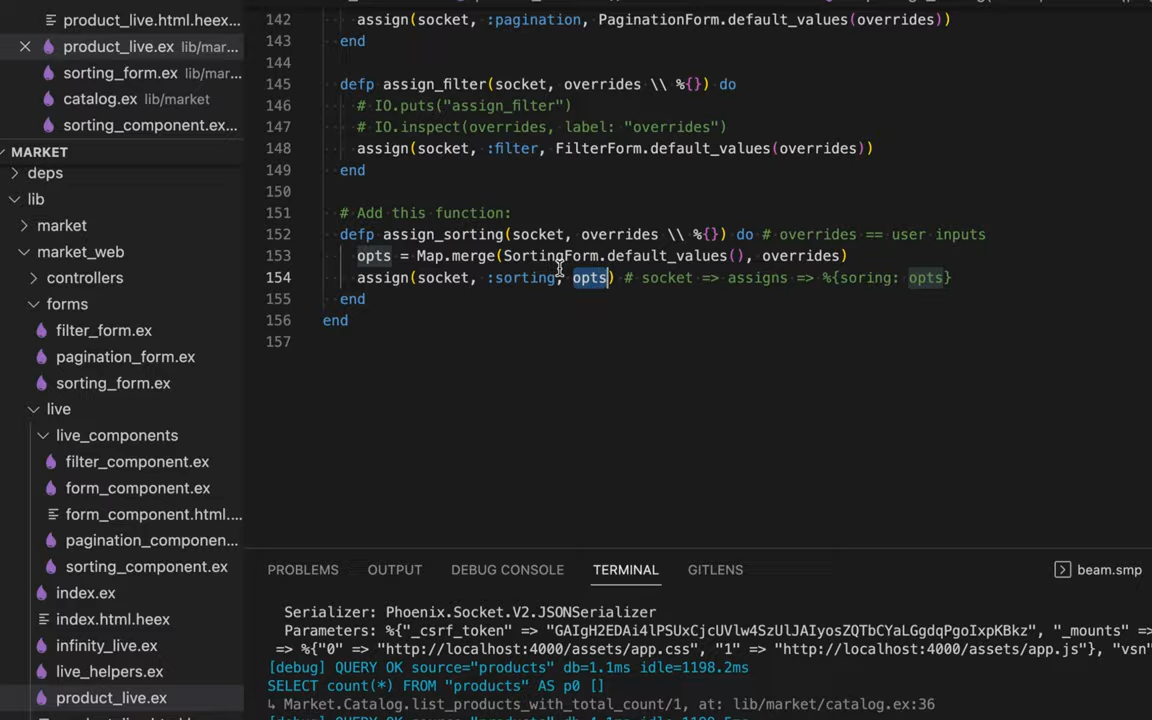 product_live.html.heex
product_live.ex lib/mar...
sorting_form.ex lib/mar...
catalog.ex lib/market
sorting_component.ex...
MARKET
deps
lib
market
market_web
controllers
forms
filter_form.ex
pagination_form.ex
sorting_form.ex
live
live_components
filter_component.ex
form_component.ex
form_component.html....
pagination_componen...
sorting_component.ex
index.ex
index.html.heex
infinity_live.ex
live_helpers.ex
product_live.ex
142 assign(socket, :pagination, PaginationForm.default_values(overrides))
143 end
144
145 defp assign_filter(socket, overrides \\ %{}) do
146 # IO.puts("assign_filter")
147 # IO.inspect(overrides, label: "overrides")
148 assign(socket, :filter, FilterForm.default_values(overrides))
149 end
150
151 # Add this function:
152 defp assign_sorting(socket, overrides \\ %{}) do # overrides == user inputs
153 opts = Map.merge(SortingForm.default_values(), overrides)
154 assign(socket, :sorting, opts) # socket => assigns => %{soring: opts}
155 end
156 end
157
PROBLEMS OUTPUT DEBUG CONSOLE TERMINAL GITLENS beam.smp
Serializer: Phoenix.Socket.V2.JSONSerializer
Parameters: %{"_csrf_token" => "GAIgH2EDAi4lPSUxCjcUVlw4SzUlJAIyosZQTbCYaLGgdqPgoIxpKBkz", "_mounts" =>
=> %{"0" => "http://localhost:4000/assets/app.css", "1" => "http://localhost:4000/assets/app.js"}, "vsn"
[debug] QUERY OK source="products" db=1.1ms idle=1198.2ms
SELECT count(*) FROM "products" AS p0 []
↳ Market.Catalog.list_products_with_total_count/1, at: lib/market/catalog.ex:36